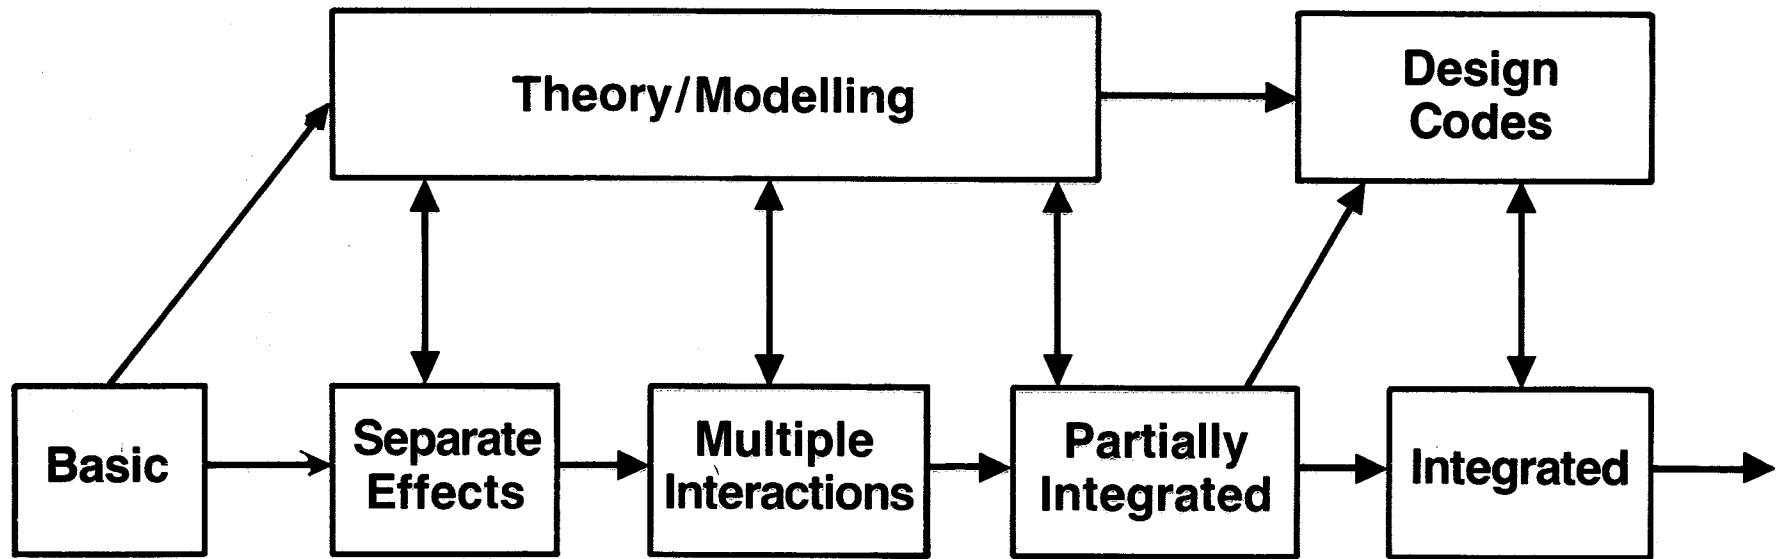 Theory/Modelling
Design
Codes
Basic
Separate
Effects
Multiple
Interactions
Partially
Integrated
Integrated